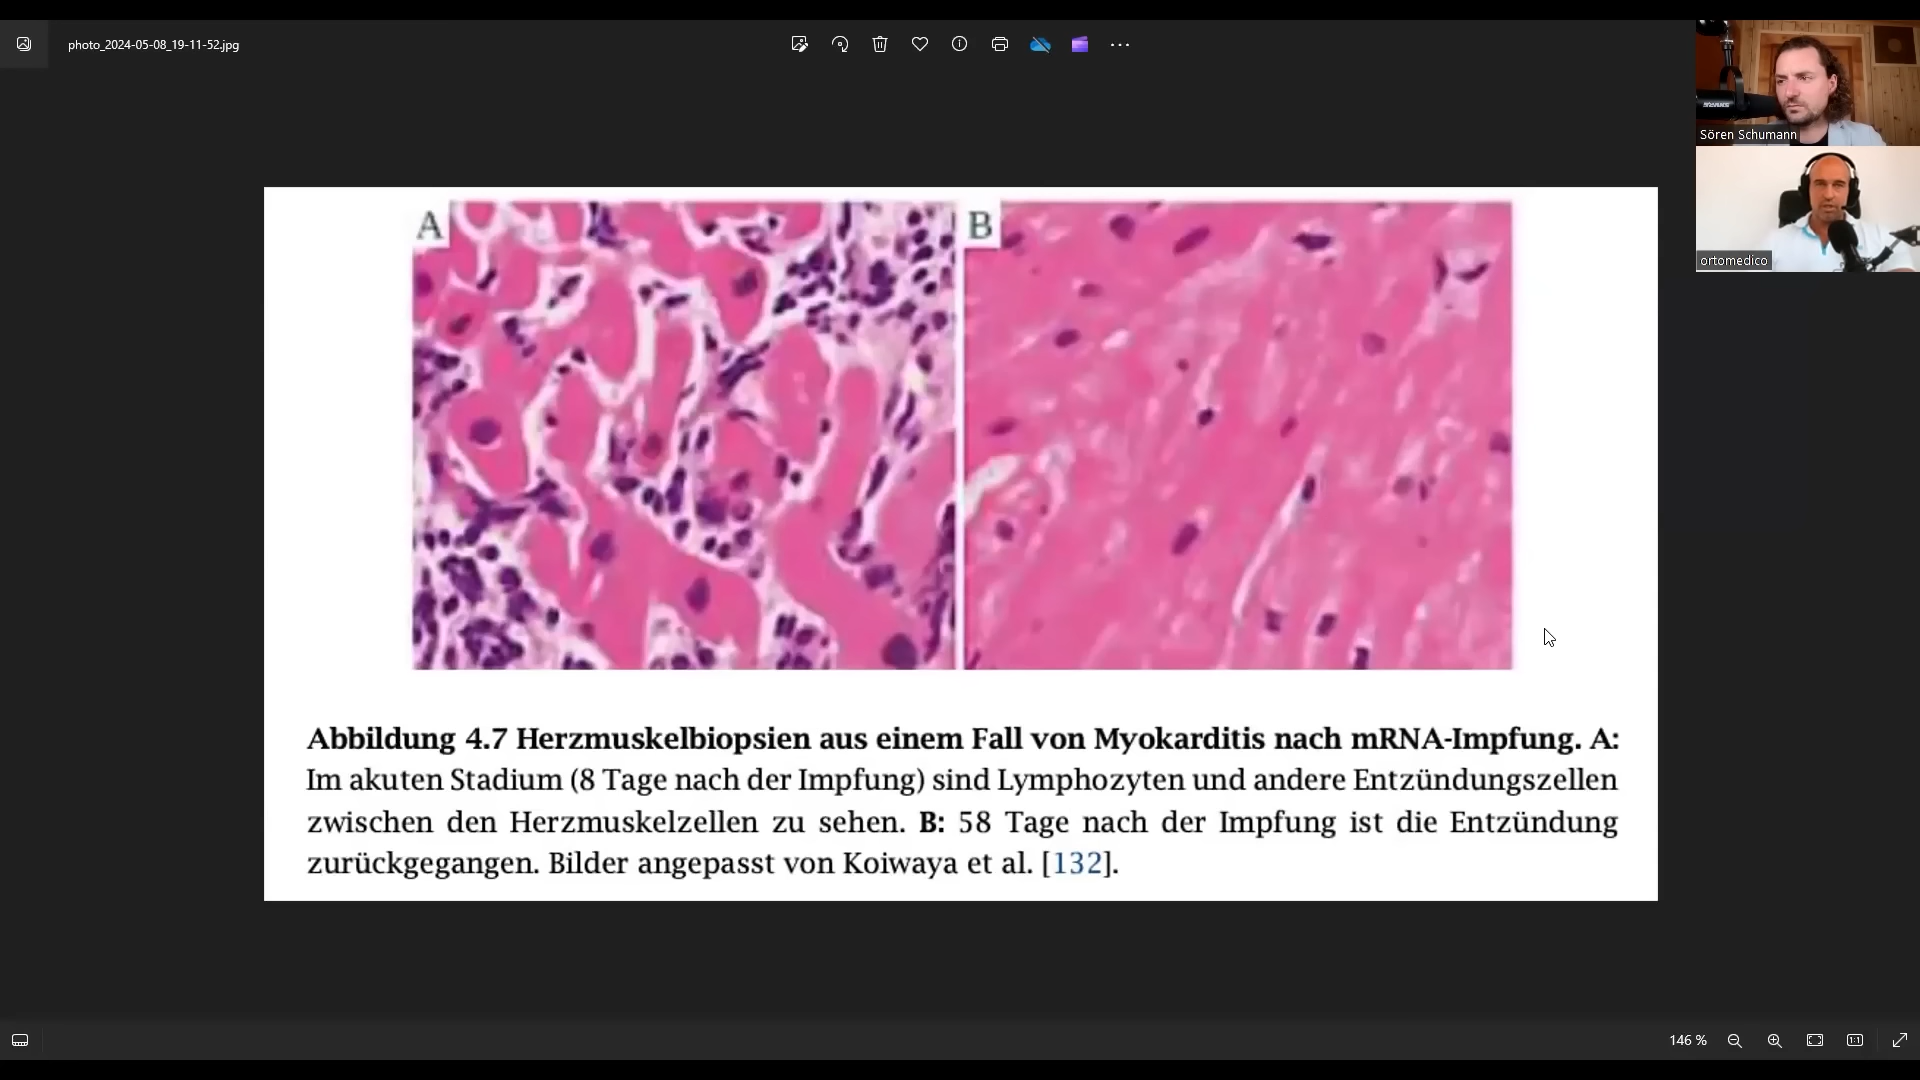 photo_2024-05-08_19-11-52.jpg
Sören Schumann
ortomedico
A
B
Abbildung 4.7 Herzmuskelbiopsien aus einem Fall von Myokarditis nach mRNA-Impfung. A:
Im akuten Stadium (8 Tage nach der Impfung) sind Lymphozyten und andere Entzündungszellen
zwischen den Herzmuskelzellen zu sehen. B: 58 Tage nach der Impfung ist die Entzündung
zurückgegangen. Bilder angepasst von Koiwaya et al. [132].
146 %
1:1